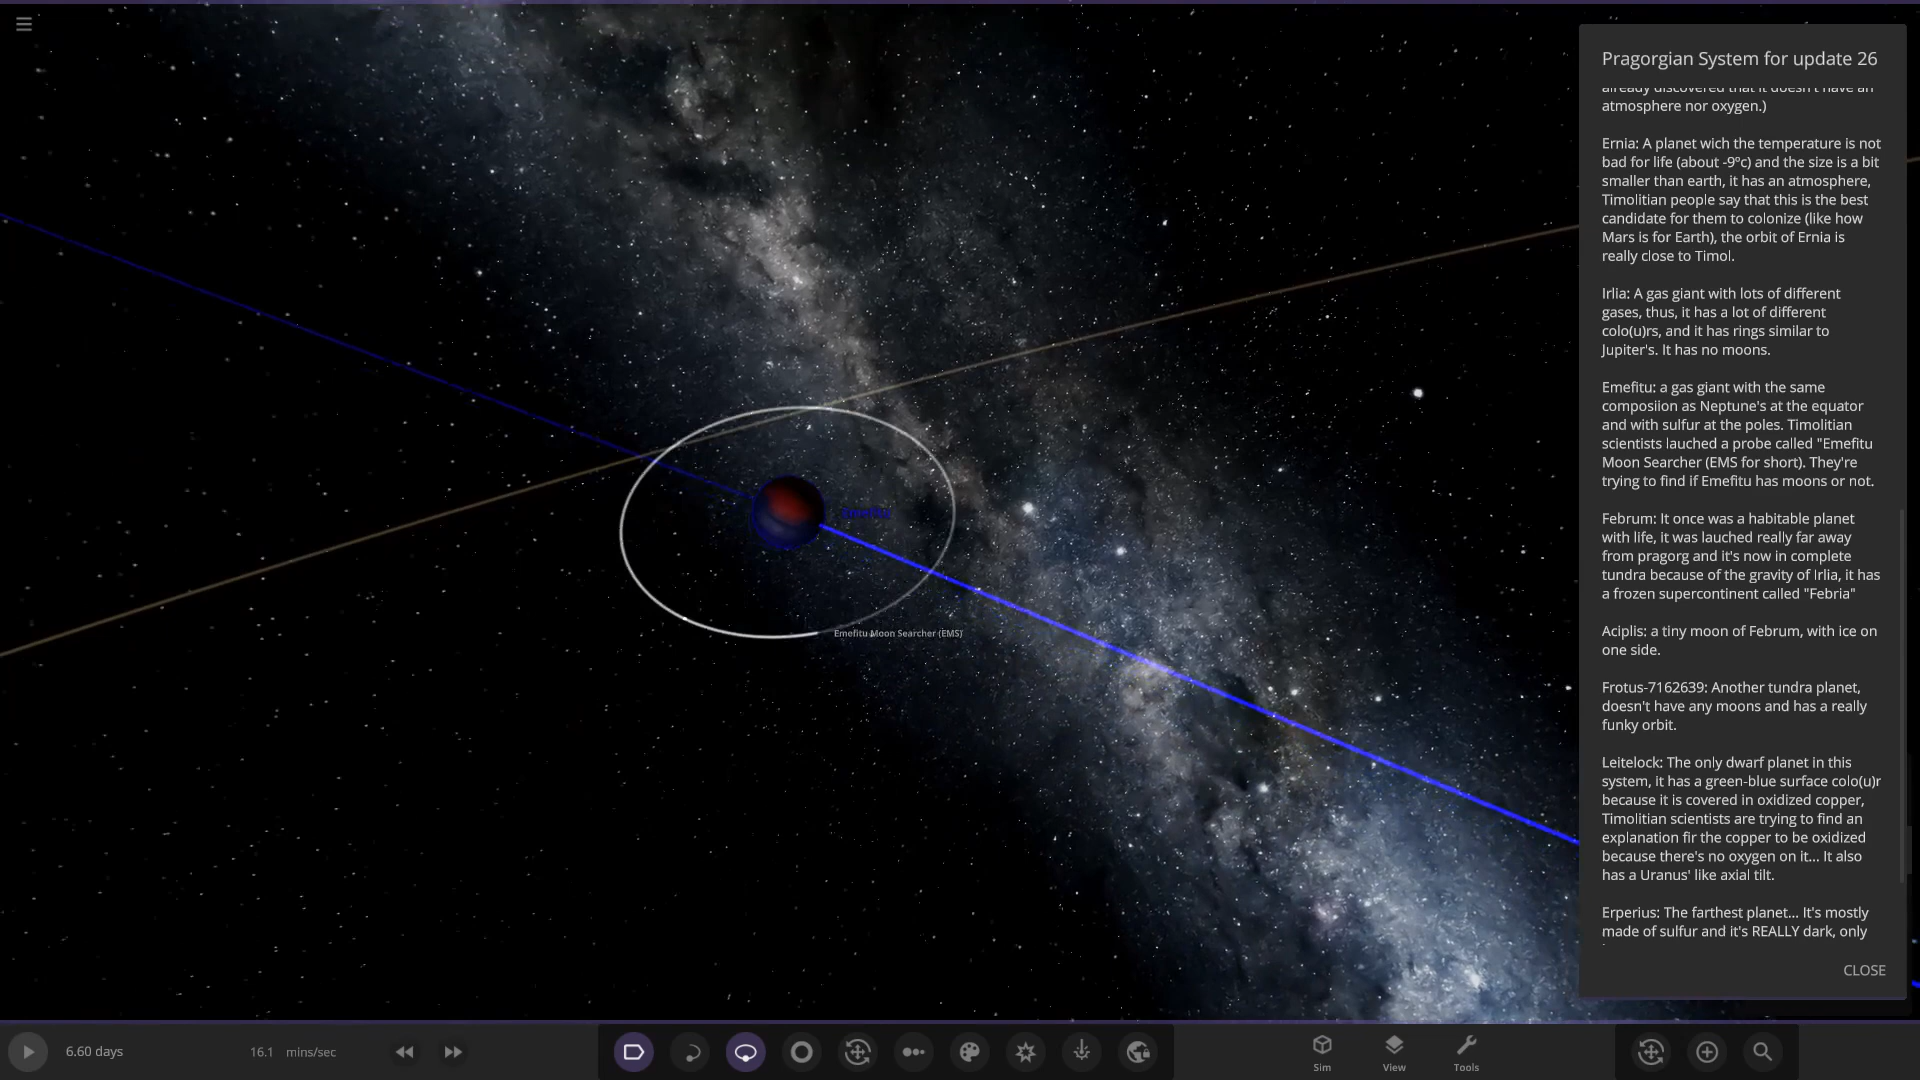 Pragorgian System for update 26
already discovered that it doesn't have an
atmosphere nor oxygen.)
Ernia: A planet wich the temperature is not
bad for life (about -9ºc) and the size is a bit
smaller than earth, it has an atmosphere,
Timolitian people say that this is the best
candidate for them to colonize (like how
Mars is for Earth), the orbit of Ernia is
really close to Timol.
Irlia: A gas giant with lots of different
gases, thus, it has a lot of different
colo(u)rs, and it has rings similar to
Jupiter's. It has no moons.
Emefitu: a gas giant with the same
composiion as Neptune's at the equator
and with sulfur at the poles. Timolitian
scientists lauched a probe called "Emefitu
Moon Searcher (EMS for short). They're
trying to find if Emefitu has moons or not.
Februm: It once was a habitable planet
with life, it was lauched really far away
from pragorg and it's now in complete
tundra because of the gravity of Irlia, it has
a frozen supercontinent called "Febria"
Aciplis: a tiny moon of Februm, with ice on
one side.
Frotus-7162639: Another tundra planet,
doesn't have any moons and has a really
funky orbit.
Leitelock: The only dwarf planet in this
system, it has a green-blue surface colo(u)r
because it is covered in oxidized copper,
Timolitian scientists are trying to find an
explanation fir the copper to be oxidized
because there's no oxygen on it... It also
has a Uranus' like axial tilt.
Erperius: The farthest planet... It's mostly
made of sulfur and it's REALLY dark, only
CLOSE
Emefitu
Emefitu Moon Searcher (EMS)
6.60 days
16.1 mins/sec
Sim
View
Tools